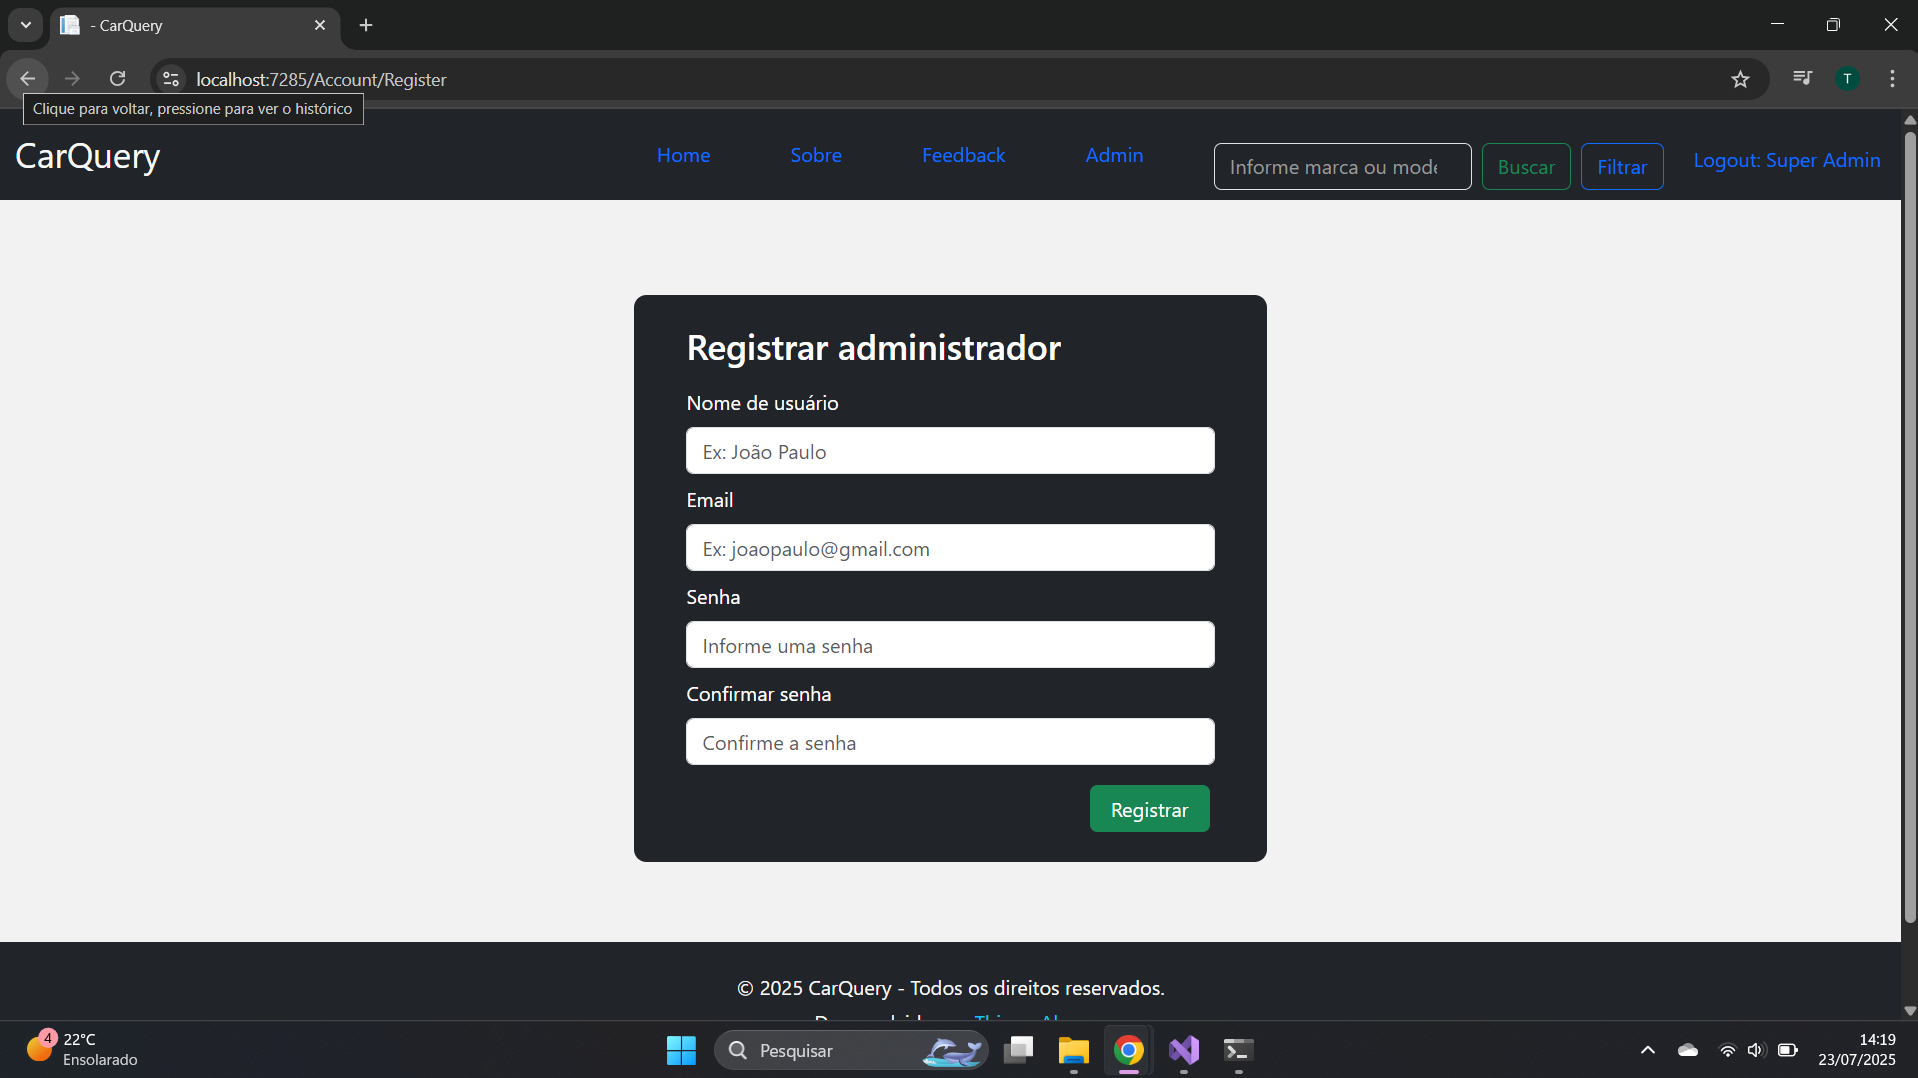 - CarQuery
localhost:7285/Account/Register
T
Clique para voltar, pressione para ver o histórico
CarQuery
Home
Sobre
Feedback
Admin
Informe marca ou mode
Buscar
Filtrar
Logout: Super Admin
Registrar administrador
Nome de usuário
Ex: João Paulo
Email
Ex: joaopaulo@gmail.com
Senha
Informe uma senha
Confirmar senha
Confirme a senha
Registrar
© 2025 CarQuery - Todos os direitos reservados.
4
22°C
Ensolarado
Pesquisar
14:19
23/07/2025